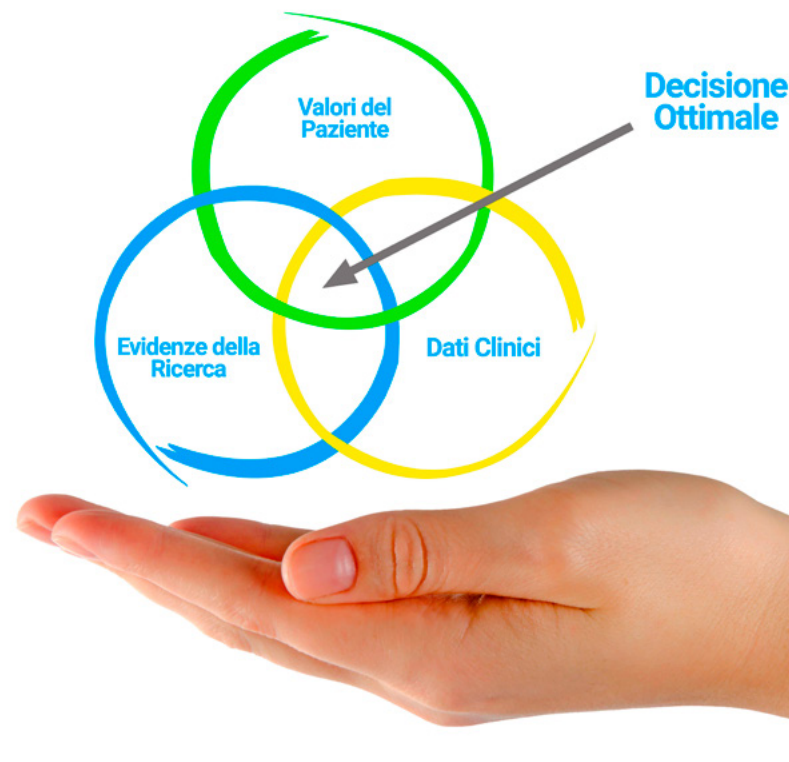 Valori del
Paziente
Decisione
Ottimale
Evidenze della
Ricerca
Dati Clinici